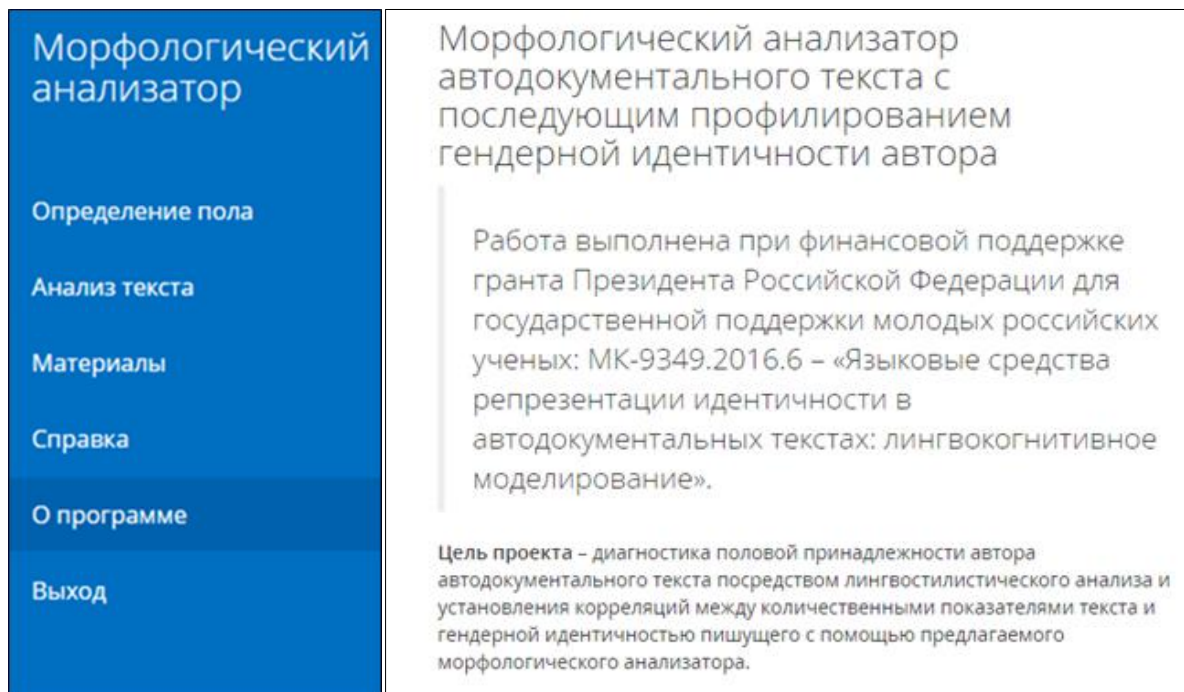 Морфологический
анализатор
Определение пола
Анализ текста
Материалы
Справка
О программе
Выход
Морфологический анализатор
автодокументального текста с
последующим профилированием
гендерной идентичности автора
Работа выполнена при финансовой поддержке
гранта Президента Российской Федерации для
государственной поддержки молодых российских
ученых: МК-9349.2016.6 – «Языковые средства
репрезентации идентичности в
автодокументальных текстах: лингвокогнитивное
моделирование».
Цель проекта – диагностика половой принадлежности автора
автодокументального текста посредством лингвостилистического анализа и
установления корреляций между количественными показателями текста и
гендерной идентичностью пишущего с помощью предлагаемого
морфологического анализатора.